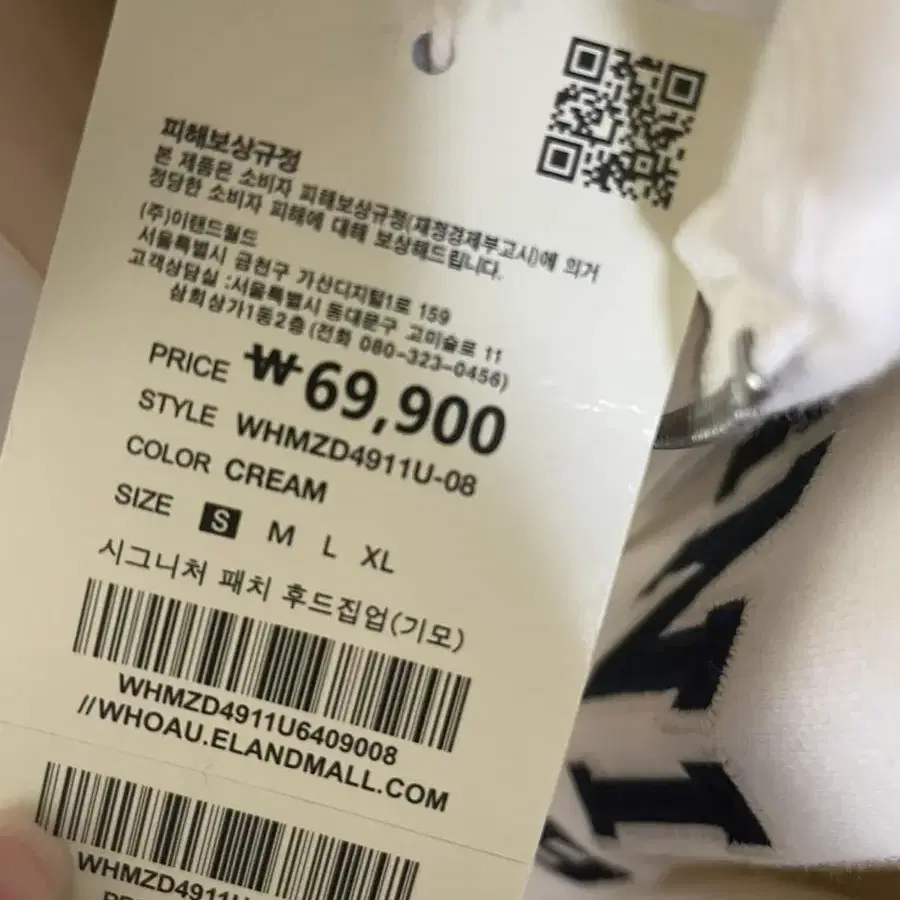 피해보상규정
본 제품은 소비자 피해보상규정(재정경제부고시)에 의거
정당한 소비자 피해에 대해 보상해드립니다.
(주)이랜드월드
서울특별시 금천구 가산디지털1로 159
고객상담실 :서울특별시 동대문구 고미술로 11
삼희상가1동2층(전화 080-323-0456)
PRICE ₩69,900
STYLE WHMZD4911U-08
COLOR CREAM
SIZE S M L XL
시그니처 패치 후드집업(기모)
WHMZD4911U6409008
//WHOAU.ELANDMALL.COM